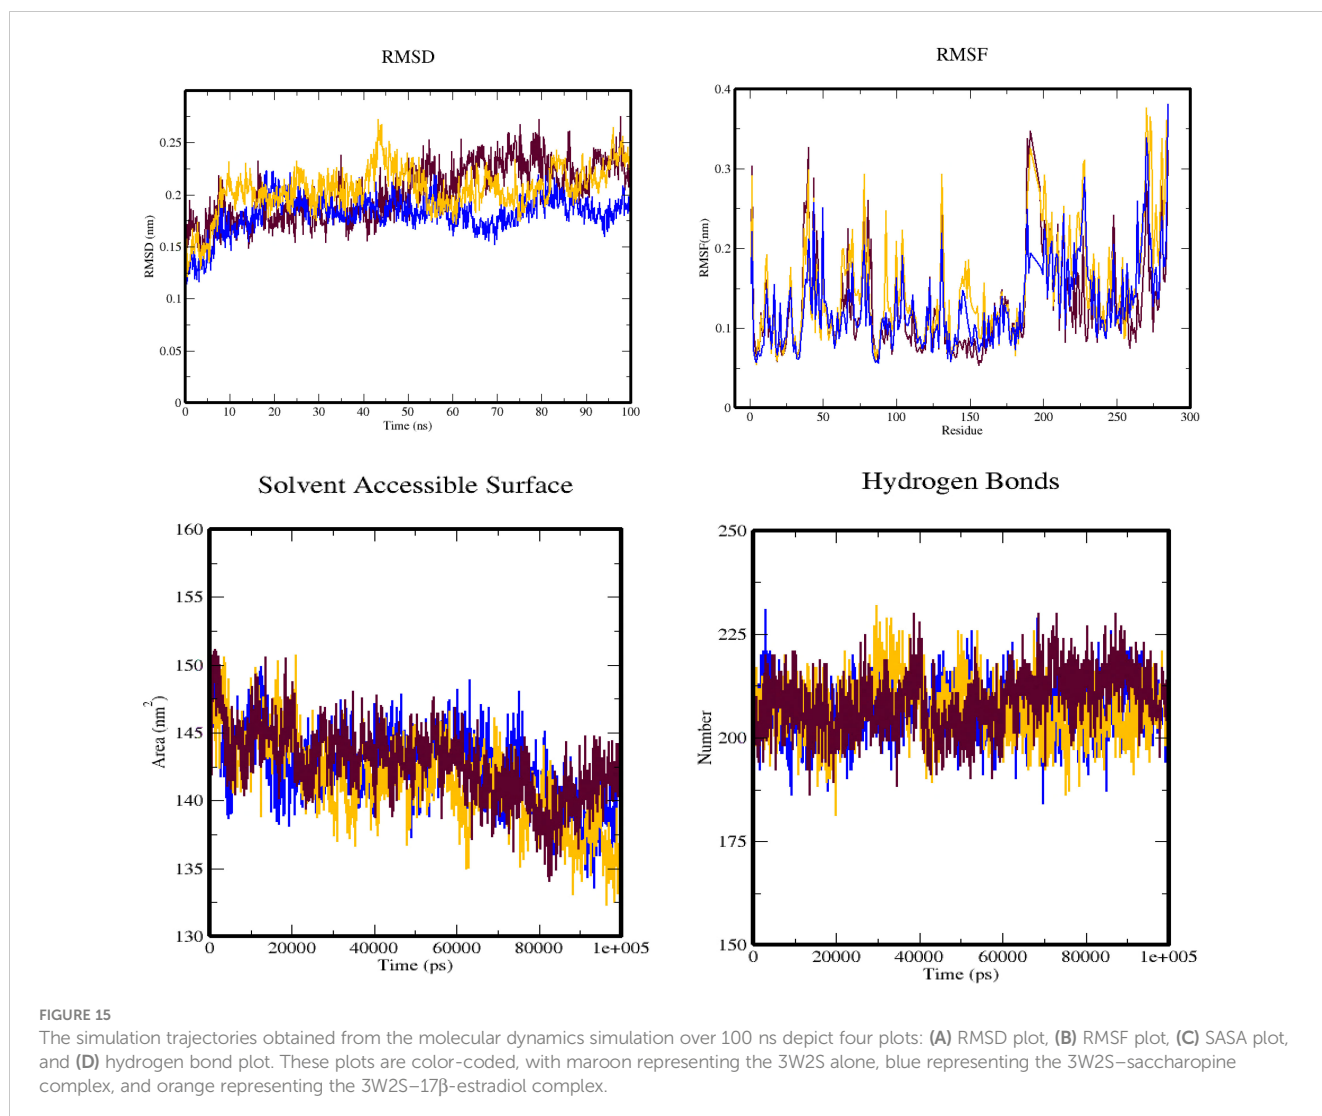 RMSD
RMSF
0.25
0.2
0.15
0.1
0.05
0
RMSD (nm)
0 10 20 30 40 50 60 70 80 90 100
Time (ns)
0.4
0.3
0.2
0.1
0
RMSF(nm)
0 50 100 150 200 250 300
Residue
Solvent Accessible Surface
Hydrogen Bonds
160
155
150
145
140
135
130
Area (nm²)
0 20000 40000 60000 80000 1e+005
Time (ps)
250
225
200
175
150
Number
0 20000 40000 60000 80000 1e+005
Time (ps)
FIGURE 15
The simulation trajectories obtained from the molecular dynamics simulation over 100 ns depict four plots: (A) RMSD plot, (B) RMSF plot, (C) SASA plot,
and (D) hydrogen bond plot. These plots are color-coded, with maroon representing the 3W2S alone, blue representing the 3W2S–saccharopine
complex, and orange representing the 3W2S–17β-estradiol complex.